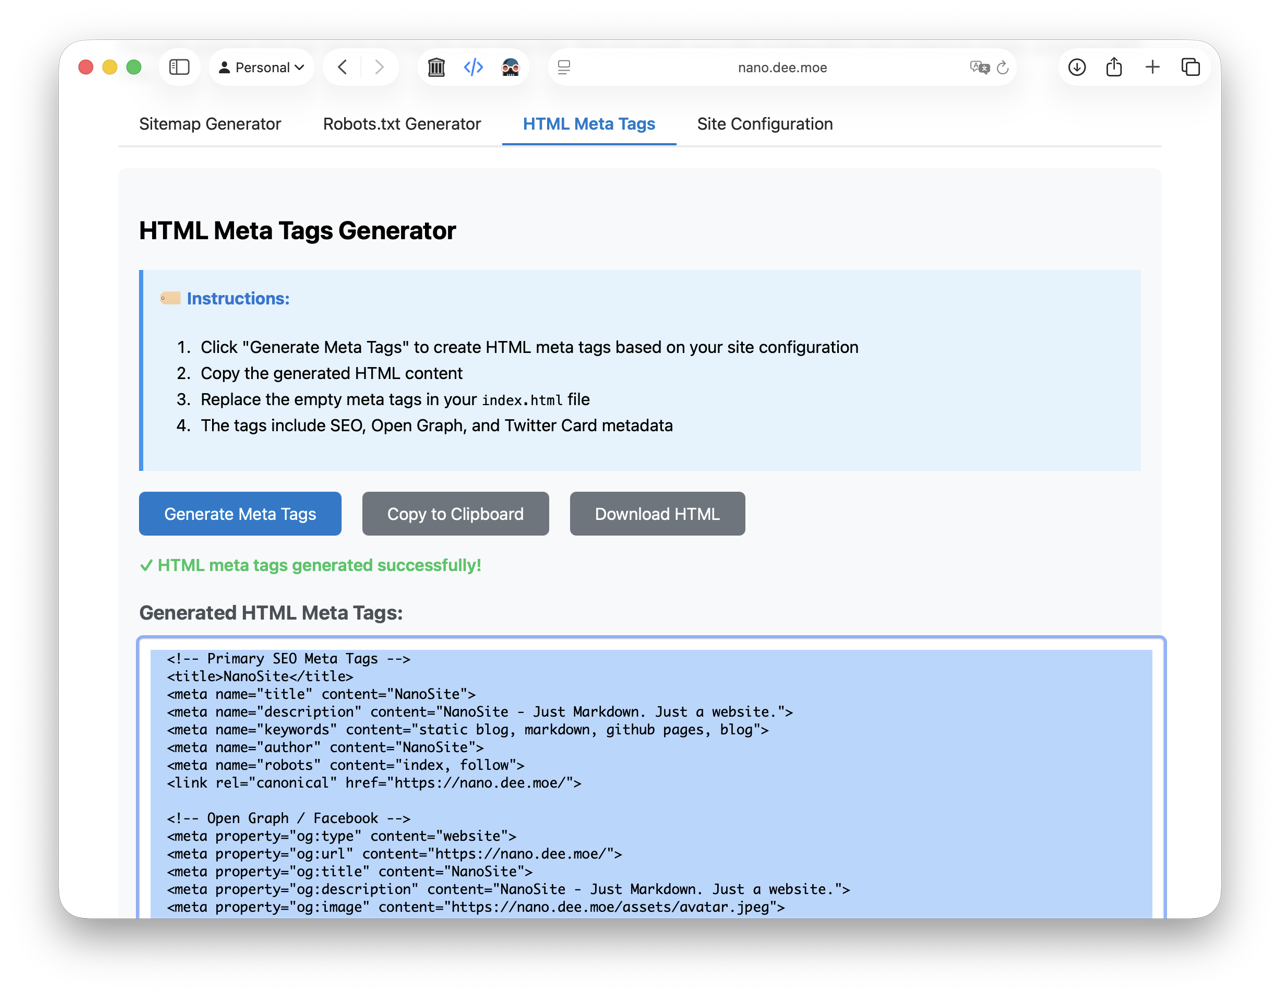 Personal
nano.dee.moe
Sitemap Generator
Robots.txt Generator
HTML Meta Tags
Site Configuration
HTML Meta Tags Generator
Instructions:
1. Click "Generate Meta Tags" to create HTML meta tags based on your site configuration
2. Copy the generated HTML content
3. Replace the empty meta tags in your index.html file
4. The tags include SEO, Open Graph, and Twitter Card metadata
Generate Meta Tags
Copy to Clipboard
Download HTML
✓ HTML meta tags generated successfully!
Generated HTML Meta Tags:
<!-- Primary SEO Meta Tags -->
<title>NanoSite</title>
<meta name="title" content="NanoSite">
<meta name="description" content="NanoSite - Just Markdown. Just a website.">
<meta name="keywords" content="static blog, markdown, github pages, blog">
<meta name="author" content="NanoSite">
<meta name="robots" content="index, follow">
<link rel="canonical" href="https://nano.dee.moe/">
<!-- Open Graph / Facebook -->
<meta property="og:type" content="website">
<meta property="og:url" content="https://nano.dee.moe/">
<meta property="og:title" content="NanoSite">
<meta property="og:description" content="NanoSite - Just Markdown. Just a website.">
<meta property="og:image" content="https://nano.dee.moe/assets/avatar.jpeg">